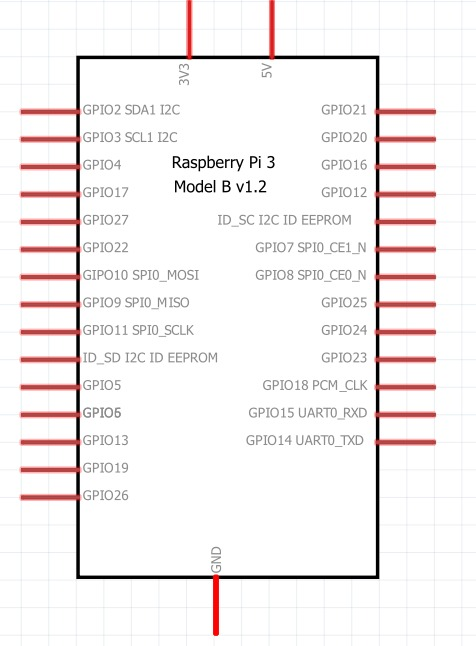 3V3
5V
GPIO2 SDA1 I2C
GPIO3 SCL1 I2C
GPIO4
GPIO17
GPIO27
GPIO22
GIPO10 SPI0_MOSI
GPIO9 SPI0_MISO
GPIO11 SPI0_SCLK
ID_SD I2C ID EEPROM
GPIO5
GPIO6
GPIO13
GPIO19
GPIO26
Raspberry Pi 3
Model B v1.2
GPIO21
GPIO20
GPIO16
GPIO12
ID_SC I2C ID EEPROM
GPIO7 SPI0_CE1_N
GPIO8 SPI0_CE0_N
GPIO25
GPIO24
GPIO23
GPIO18 PCM_CLK
GPIO15 UART0_RXD
GPIO14 UART0_TXD
GND